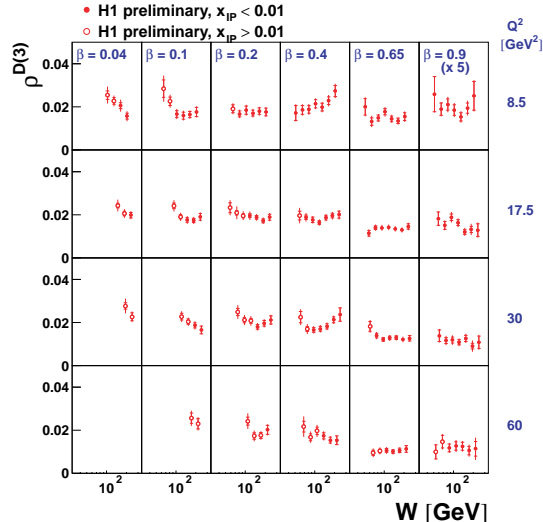 ● H1 preliminary, x_IP < 0.01
○ H1 preliminary, x_IP > 0.01
Q² [GeV²]
ρ^D(3)
β = 0.04 β = 0.1 β = 0.2 β = 0.4 β = 0.65 β = 0.9 (x 5)
0.04
0.02
0
8.5
0.04
0.02
0
17.5
0.04
0.02
0
30
0.04
0.02
0
60
10² 10² 10² 10² 10² 10²
W [GeV]